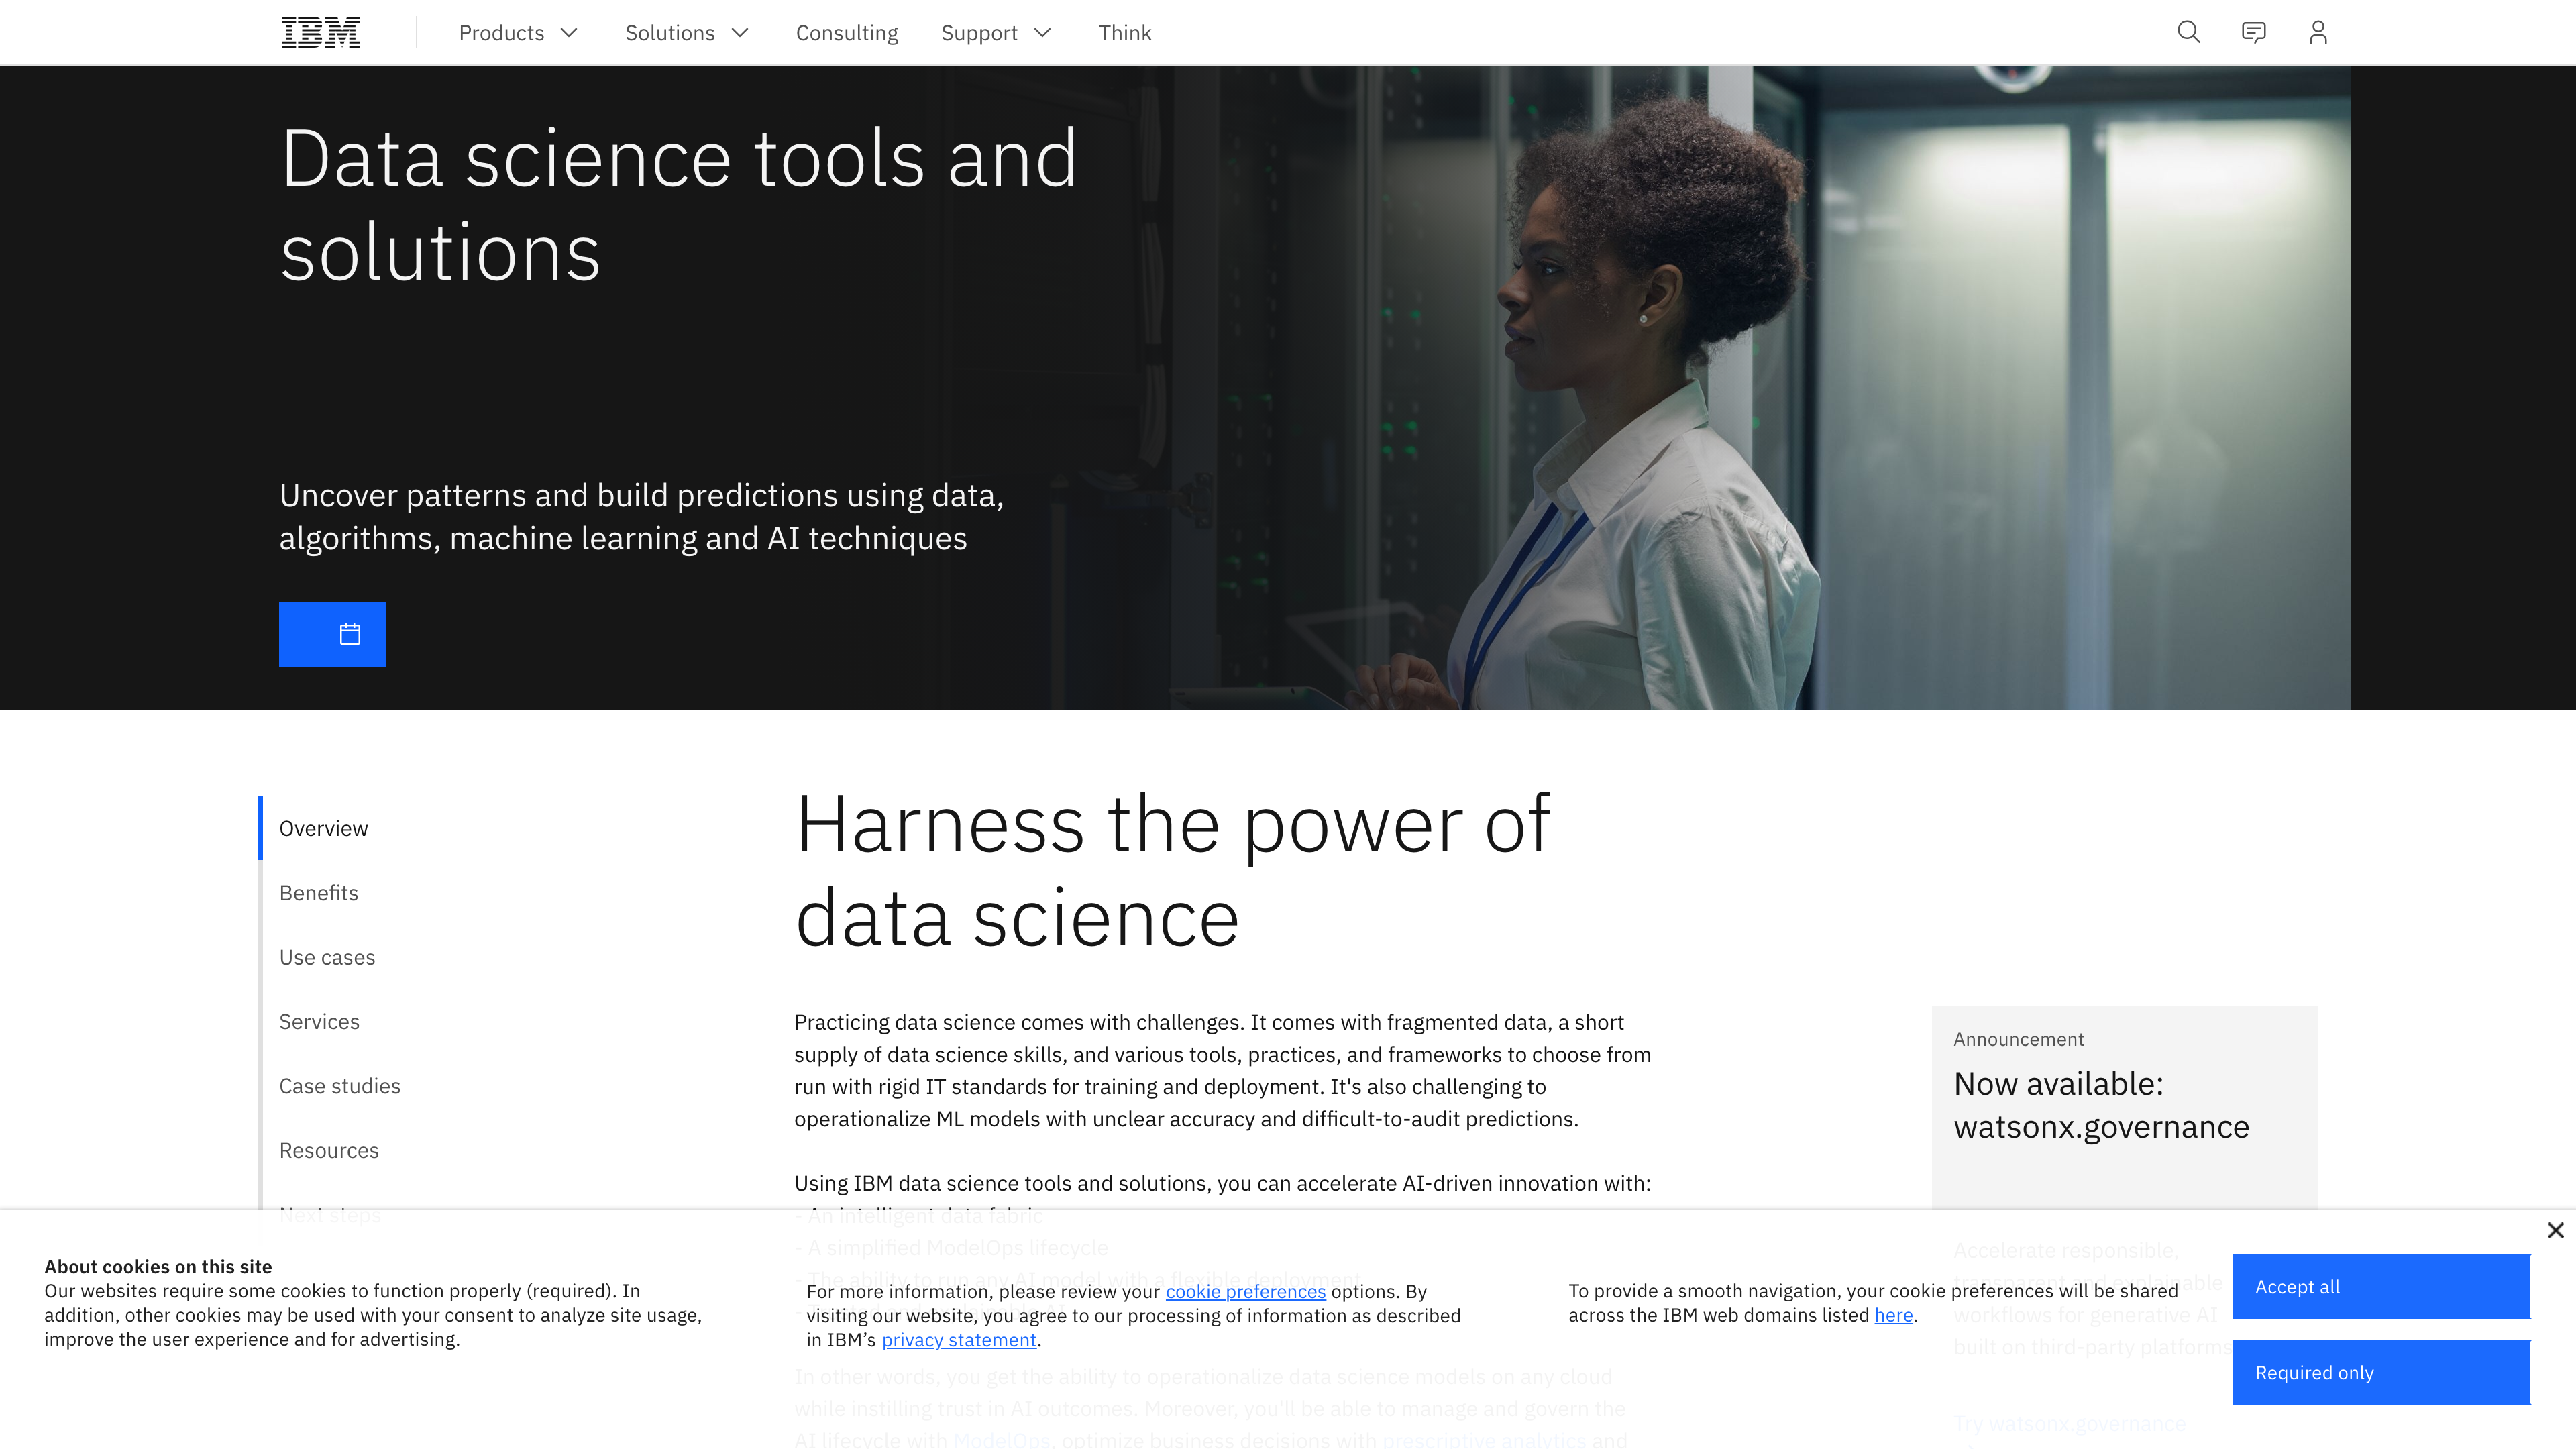 IBM
Products
Solutions
Consulting
Support
Think
Data science tools and
solutions
Uncover patterns and build predictions using data,
algorithms, machine learning and AI techniques
Overview
Benefits
Use cases
Services
Case studies
Resources
Next steps
Harness the power of
data science
Practicing data science comes with challenges. It comes with fragmented data, a short
supply of data science skills, and various tools, practices, and frameworks to choose from
run with rigid IT standards for training and deployment. It's also challenging to
operationalize ML models with unclear accuracy and difficult-to-audit predictions.
Using IBM data science tools and solutions, you can accelerate AI-driven innovation with:
- An intelligent data fabric
- A simplified ModelOps lifecycle
- The ability to run any AI model with a flexible deployment
In other words, you get the ability to operationalize data science models on any cloud
while instilling trust in AI outcomes. Moreover, you'll be able to manage and govern the
AI lifecycle with ModelOps, optimize business decisions with prescriptive analytics and
Announcement
Now available:
watsonx.governance
Accelerate responsible,
transparent and explainable
workflows for generative AI
built on third-party platforms
Try watsonx.governance
About cookies on this site
Our websites require some cookies to function properly (required). In
addition, other cookies may be used with your consent to analyze site usage,
improve the user experience and for advertising.
For more information, please review your cookie preferences options. By
visiting our website, you agree to our processing of information as described
in IBM’s privacy statement.
To provide a smooth navigation, your cookie preferences will be shared
across the IBM web domains listed here.
Accept all
Required only